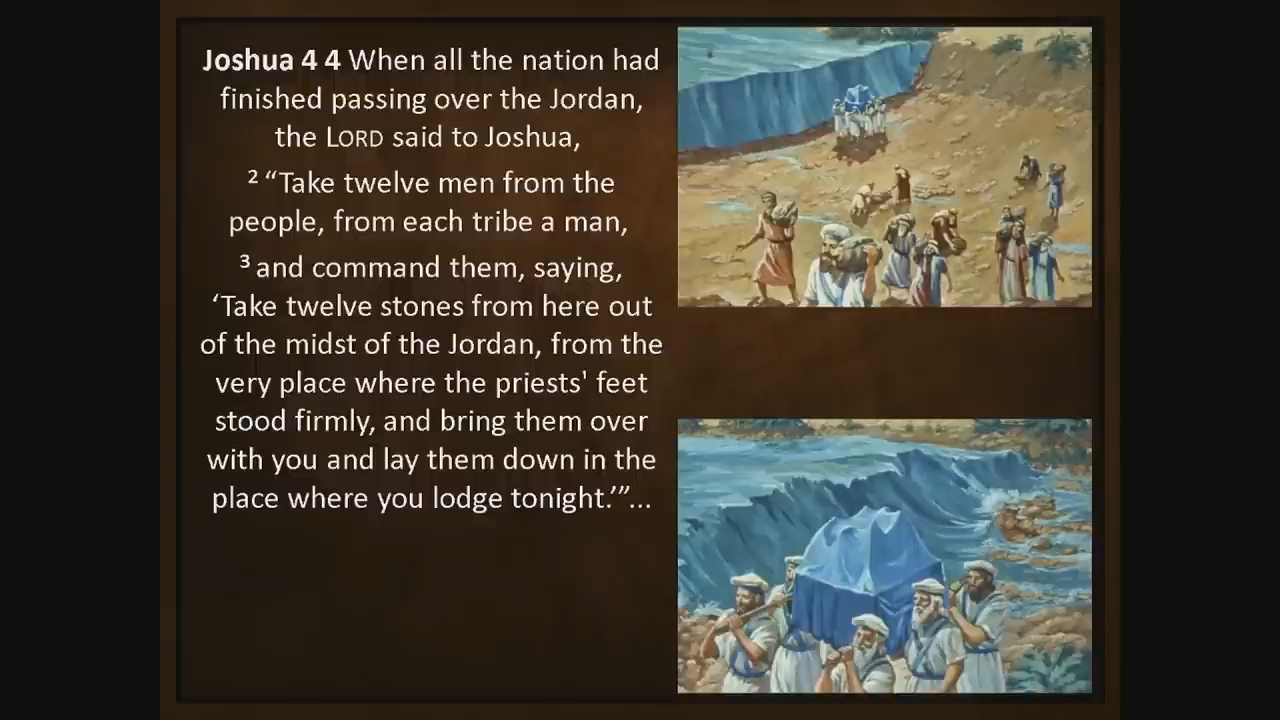 Joshua 4 4 When all the nation had
finished passing over the Jordan,
the LORD said to Joshua,
2 “Take twelve men from the
people, from each tribe a man,
3 and command them, saying,
‘Take twelve stones from here out
of the midst of the Jordan, from the
very place where the priests' feet
stood firmly, and bring them over
with you and lay them down in the
place where you lodge tonight.’”...